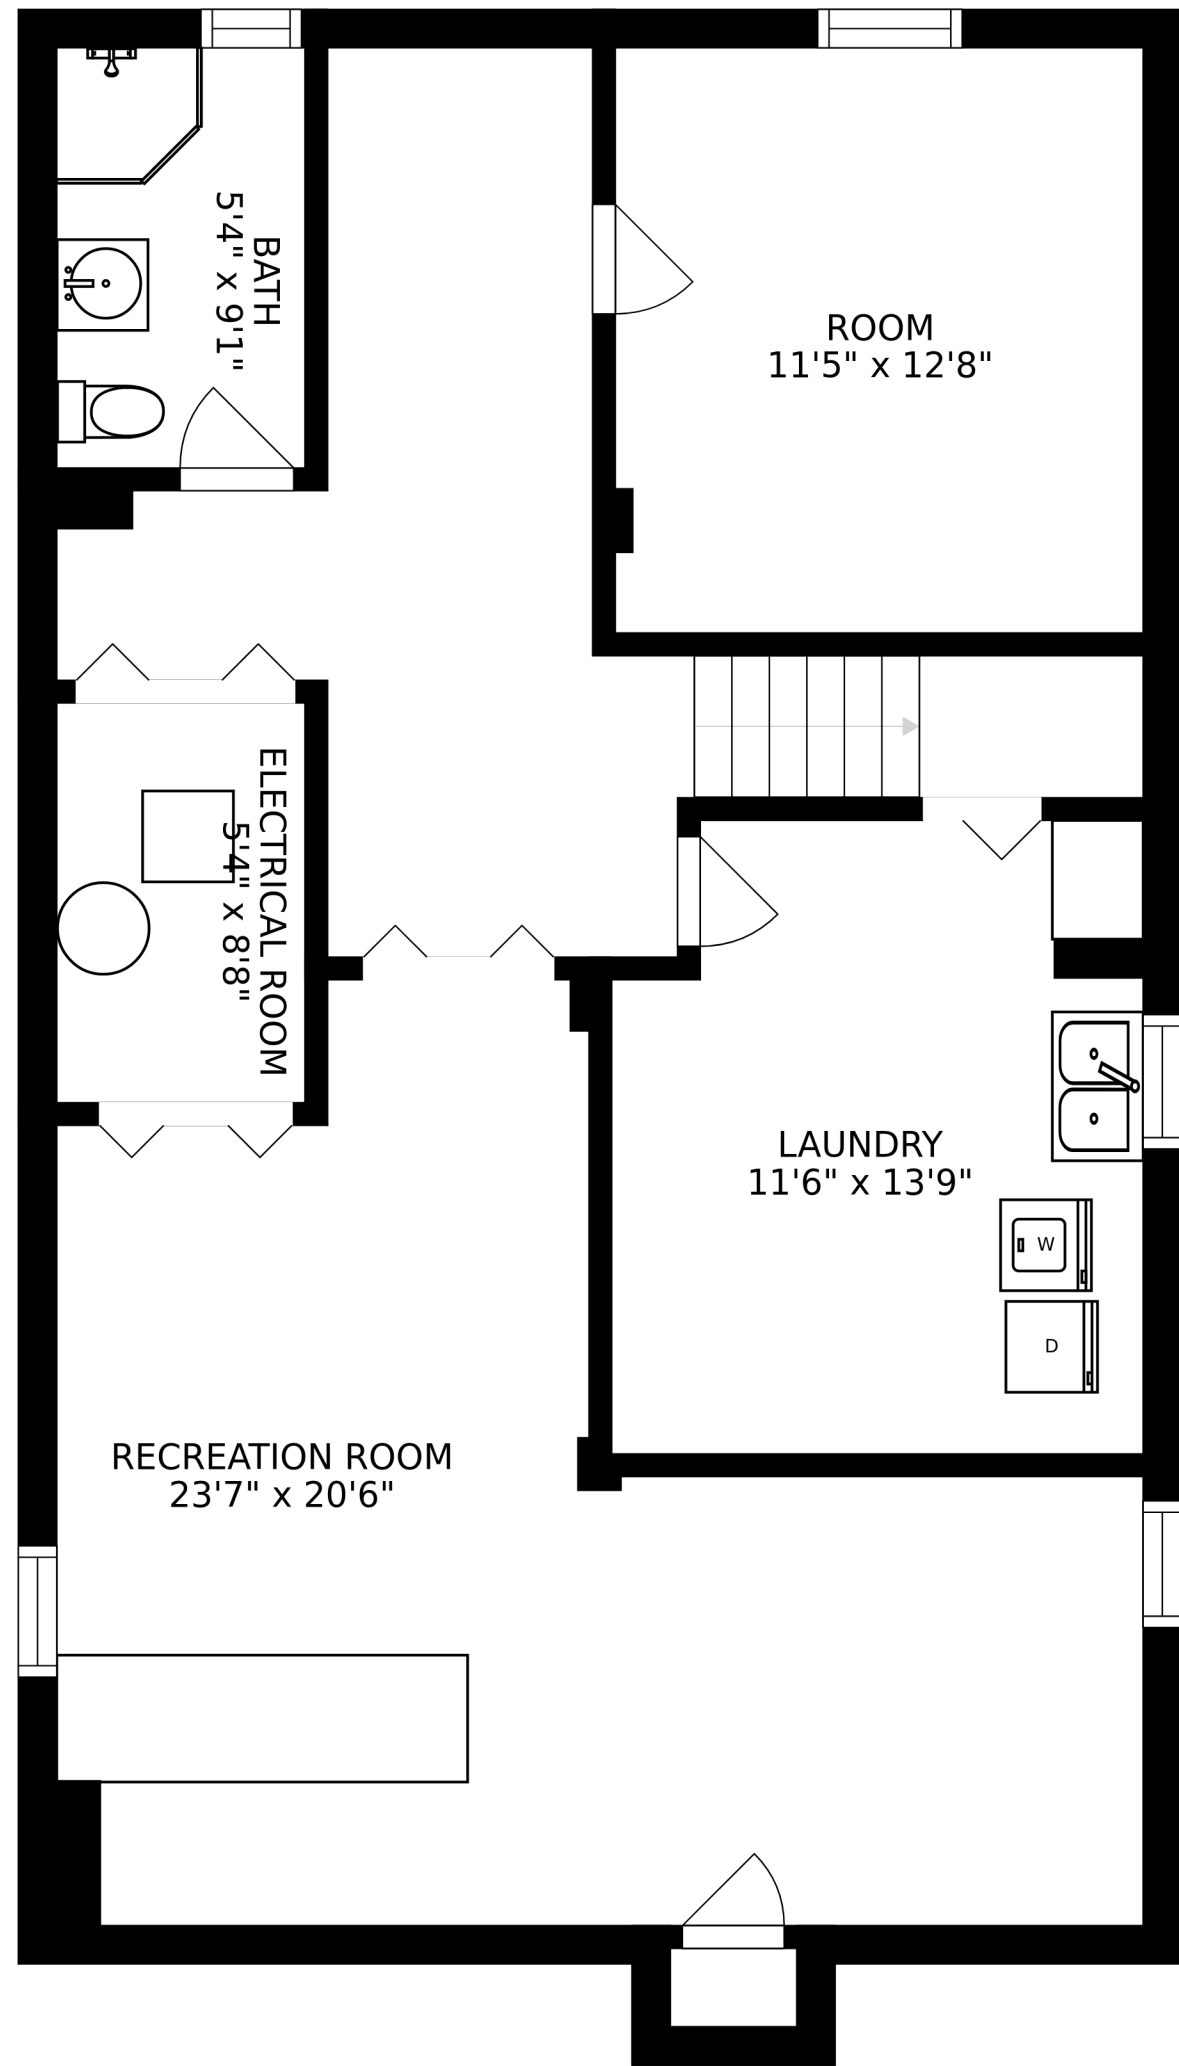 BATH
5'4" x 9'1"
ROOM
11'5" x 12'8"
ELECTRICAL ROOM
5'4" x 8'8"
LAUNDRY
11'6" x 13'9"
W
D
RECREATION ROOM
23'7" x 20'6"